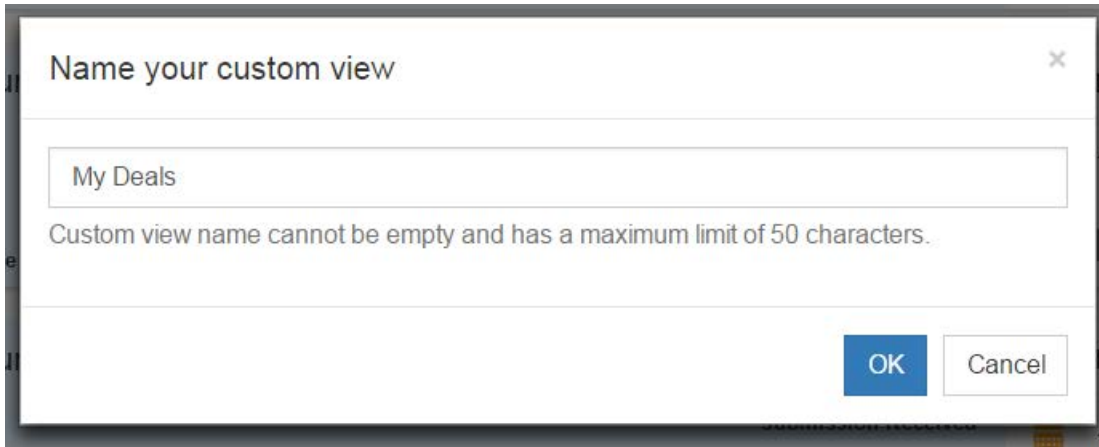 Name your custom view
×
My Deals
Custom view name cannot be empty and has a maximum limit of 50 characters.
OK Cancel